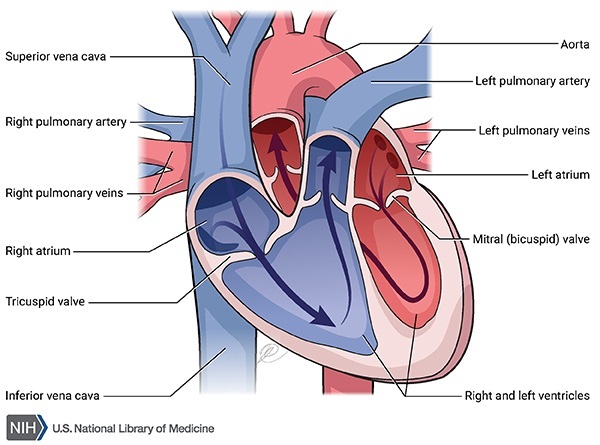 Superior vena cava
Aorta
Left pulmonary artery
Right pulmonary artery
Left pulmonary veins
Left atrium
Right pulmonary veins
Mitral (bicuspid) valve
Right atrium
Tricuspid valve
Inferior vena cava
Right and left ventricles
NIH U.S. National Library of Medicine